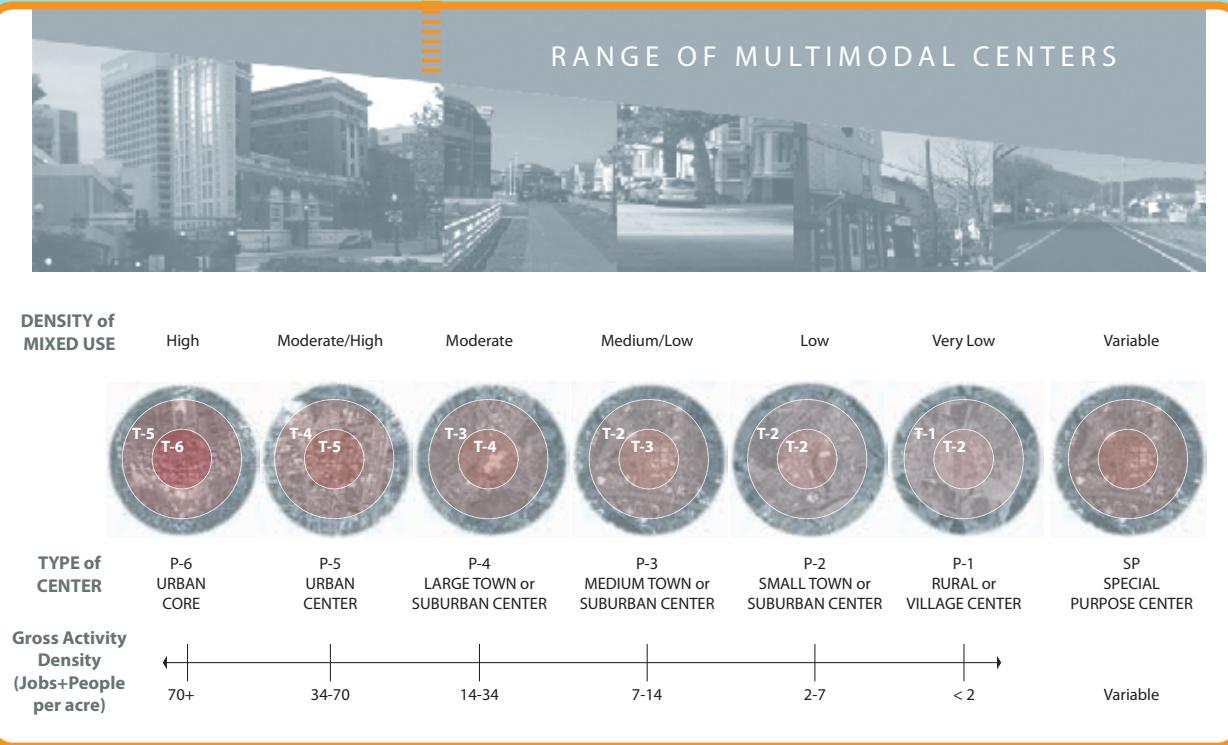 RANGE OF MULTIMODAL CENTERS
DENSITY of
MIXED USE
High
Moderate/High
Moderate
Medium/Low
Low
Very Low
Variable
T-5
T-6
T-4
T-5
T-3
T-4
T-2
T-3
T-2
T-2
T-1
T-2
TYPE of
CENTER
P-6
URBAN
CORE
P-5
URBAN
CENTER
P-4
LARGE TOWN or
SUBURBAN CENTER
P-3
MEDIUM TOWN or
SUBURBAN CENTER
P-2
SMALL TOWN or
SUBURBAN CENTER
P-1
RURAL or
VILLAGE CENTER
SP
SPECIAL
PURPOSE CENTER
Gross Activity
Density
(Jobs+People
per acre)
70+
34-70
14-34
7-14
2-7
< 2
Variable